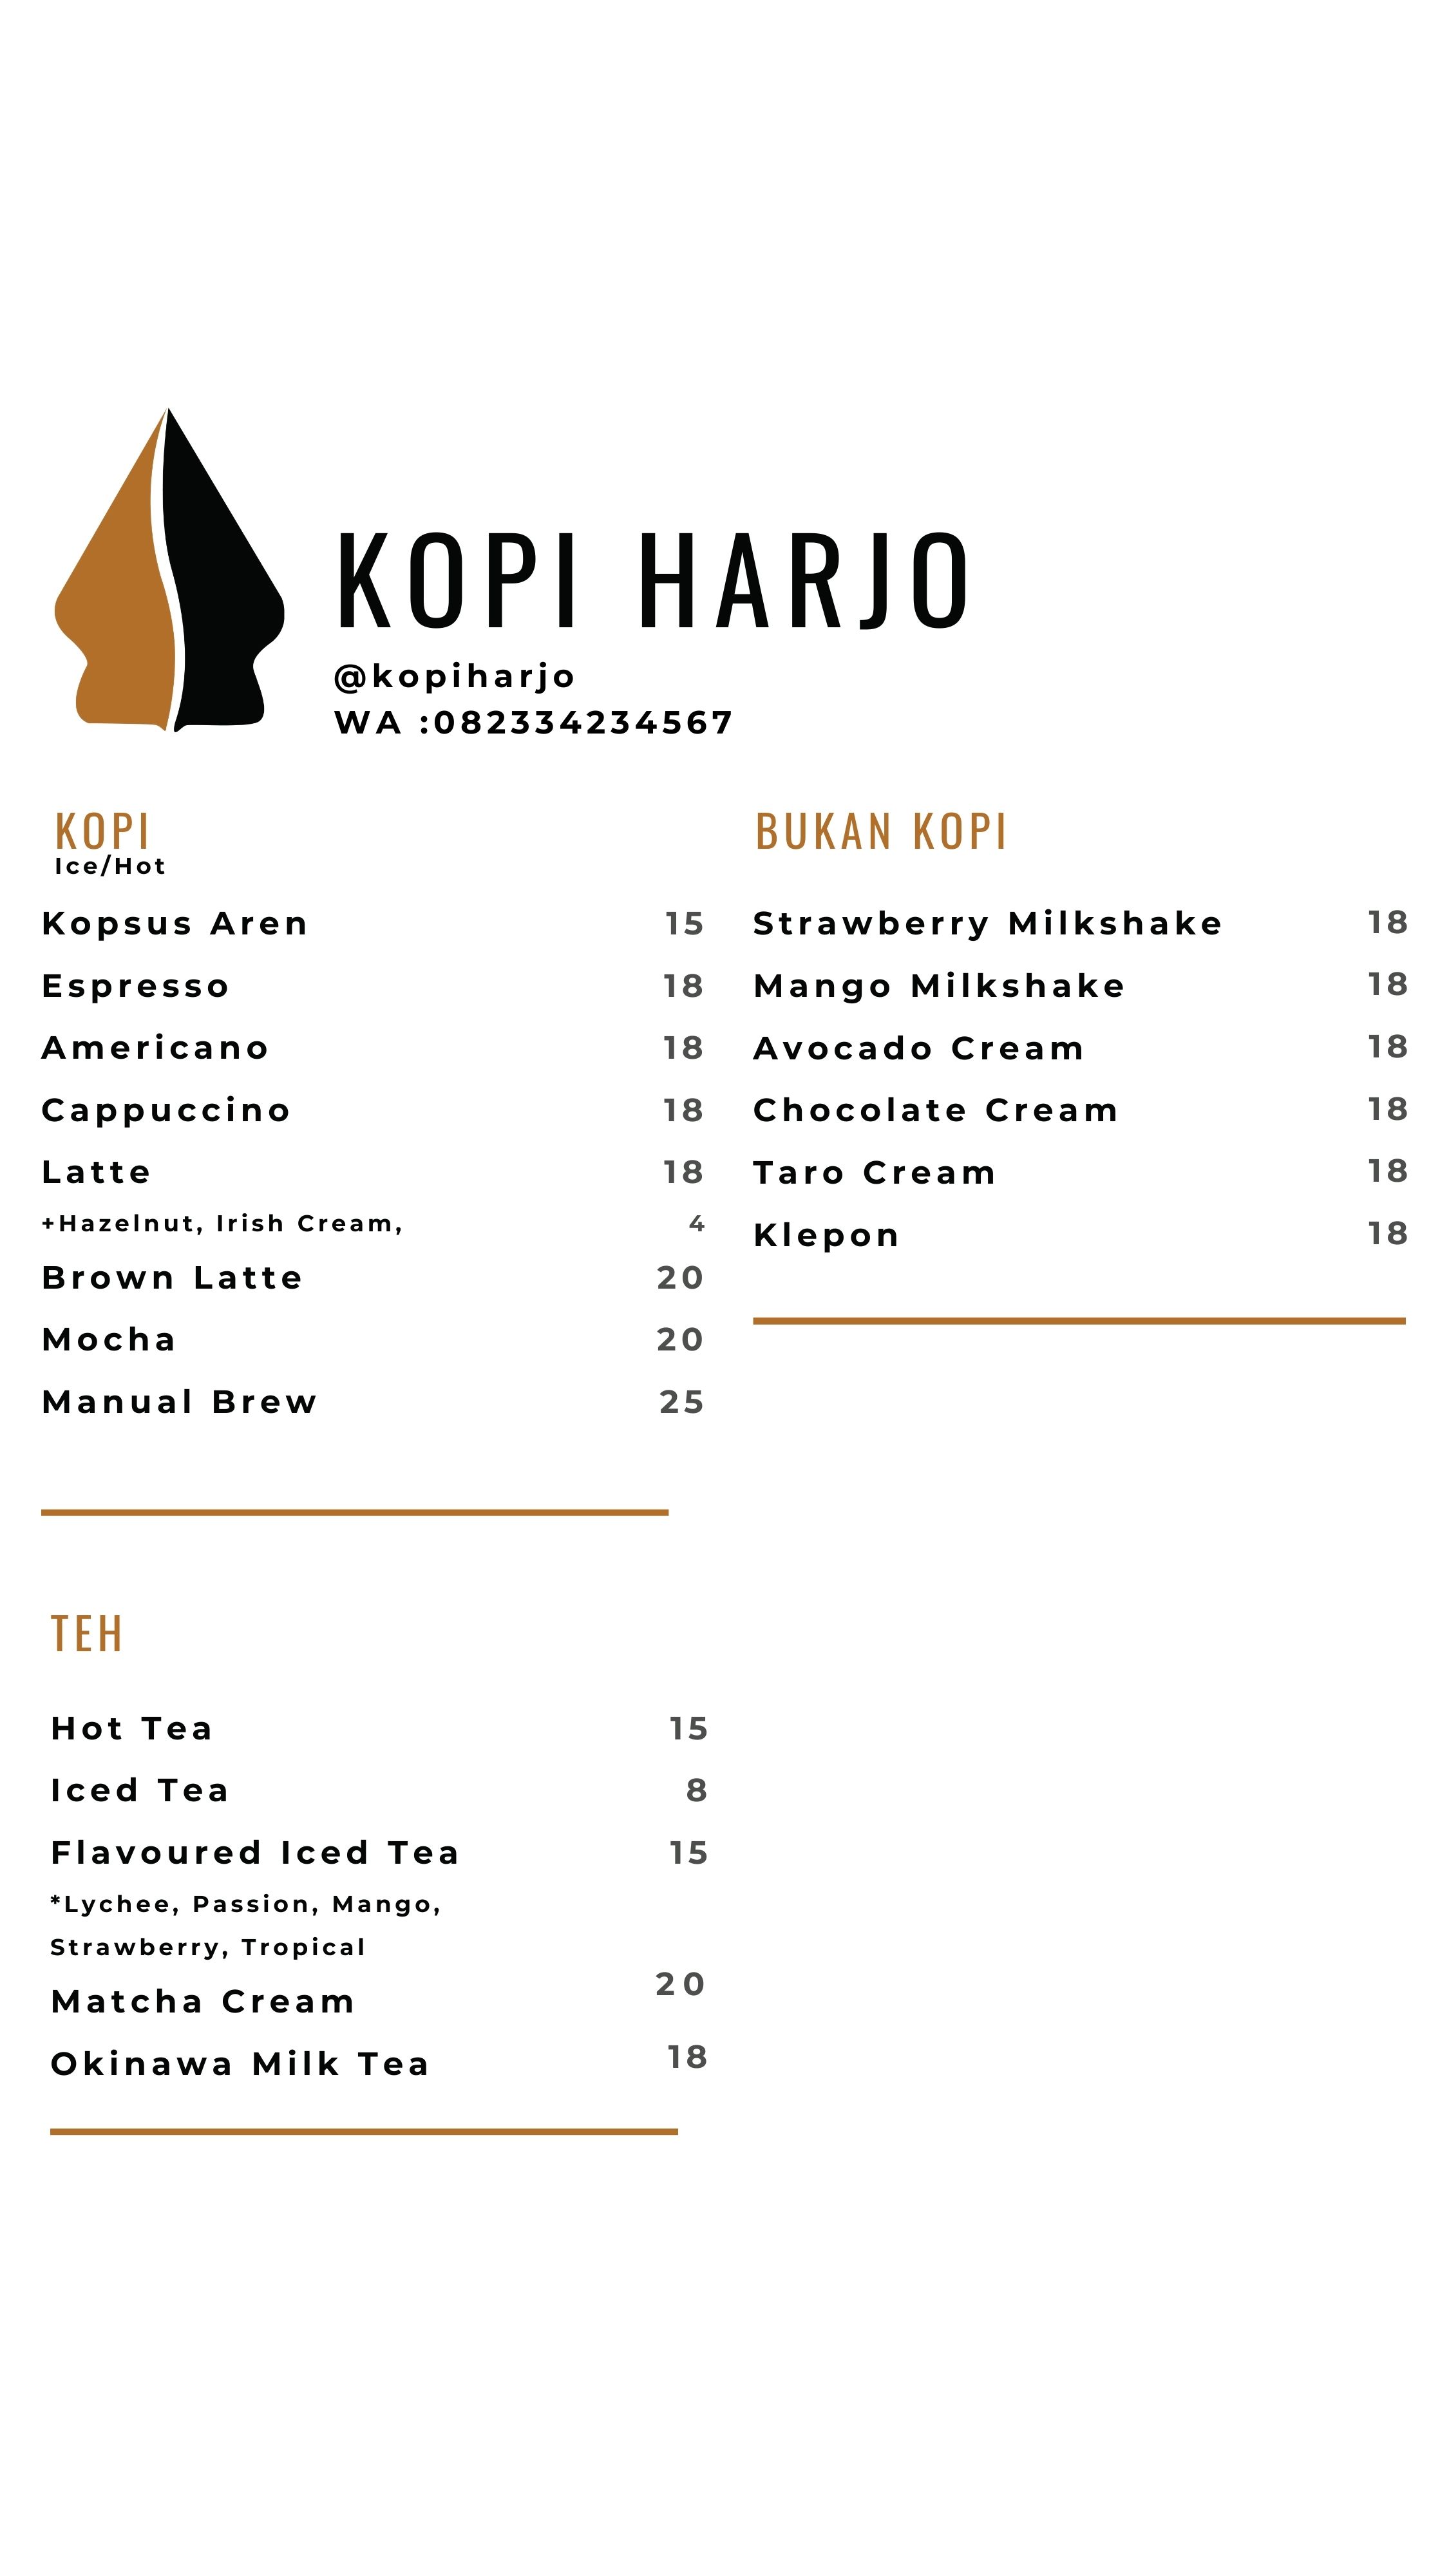 KOPI HARJO
@kopiharjo
WA :082334234567
KOPI
Ice/Hot
Kopsus Aren 15
Espresso 18
Americano 18
Cappuccino 18
Latte 18
+Hazelnut, Irish Cream, 4
Brown Latte 20
Mocha 20
Manual Brew 25
BUKAN KOPI
Strawberry Milkshake 18
Mango Milkshake 18
Avocado Cream 18
Chocolate Cream 18
Taro Cream 18
Klepon 18
TEH
Hot Tea 15
Iced Tea 8
Flavoured Iced Tea 15
*Lychee, Passion, Mango,
Strawberry, Tropical
Matcha Cream 20
Okinawa Milk Tea 18